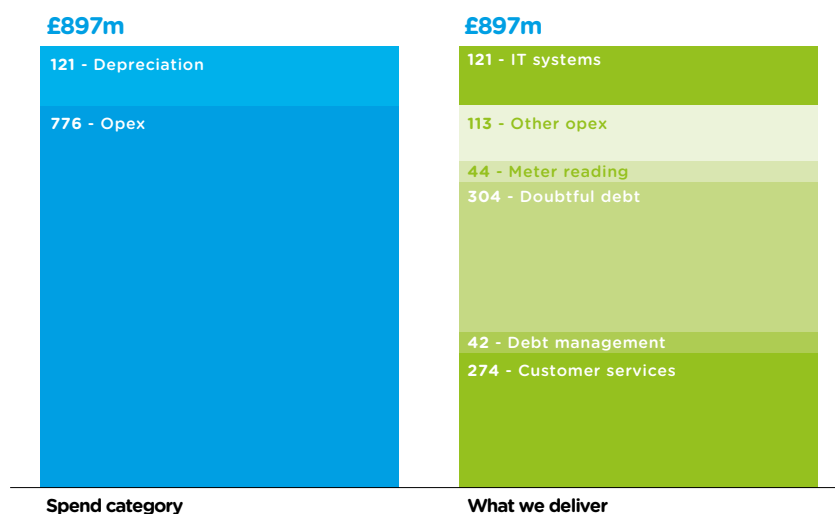 £897m
121 - Depreciation
776 - Opex
Spend category
£897m
121 - IT systems
113 - Other opex
44 - Meter reading
304 - Doubtful debt
42 - Debt management
274 - Customer services
What we deliver